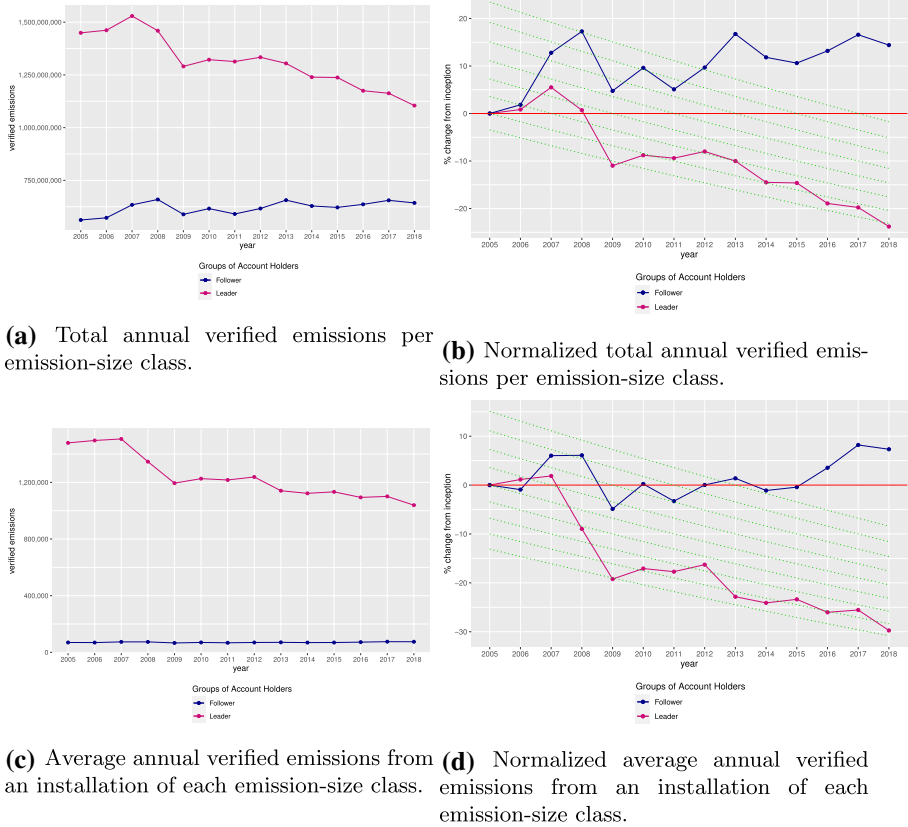 1,500,000,000
1,250,000,000
1,000,000,000
750,000,000
verified emissions
2005 2006 2007 2008 2009 2010 2011 2012 2013 2014 2015 2016 2017 2018
year
Groups of Account Holders
Follower
Leader
(a) Total annual verified emissions per
emission-size class.
20
10
0
−10
−20
% change from inception
2005 2006 2007 2008 2009 2010 2011 2012 2013 2014 2015 2016 2017 2018
year
Groups of Account Holders
Follower
Leader
(b) Normalized total annual verified emis-
sions per emission-size class.
1,200,000
800,000
400,000
0
verified emissions
2005 2006 2007 2008 2009 2010 2011 2012 2013 2014 2015 2016 2017 2018
year
Groups of Account Holders
Follower
Leader
(c) Average annual verified emissions from
an installation of each emission-size class.
10
0
−10
−20
−30
% change from inception
2005 2006 2007 2008 2009 2010 2011 2012 2013 2014 2015 2016 2017 2018
year
Groups of Account Holders
Follower
Leader
(d) Normalized average annual verified
emissions from an installation of each
emission-size class.